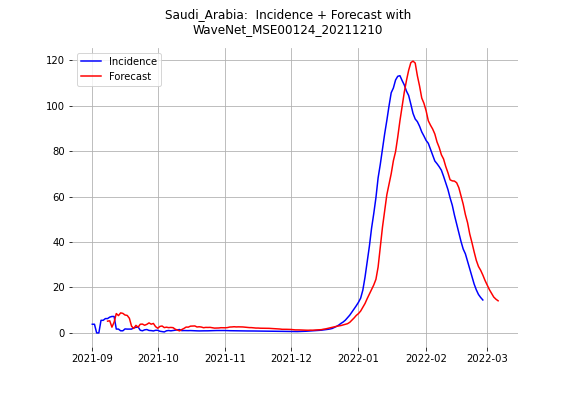 Saudi_Arabia:  Incidence + Forecast with
WaveNet_MSE00124_20211210
Incidence
Forecast
120
100
80
60
40
20
0
2021-09 2021-10 2021-11 2021-12 2022-01 2022-02 2022-03